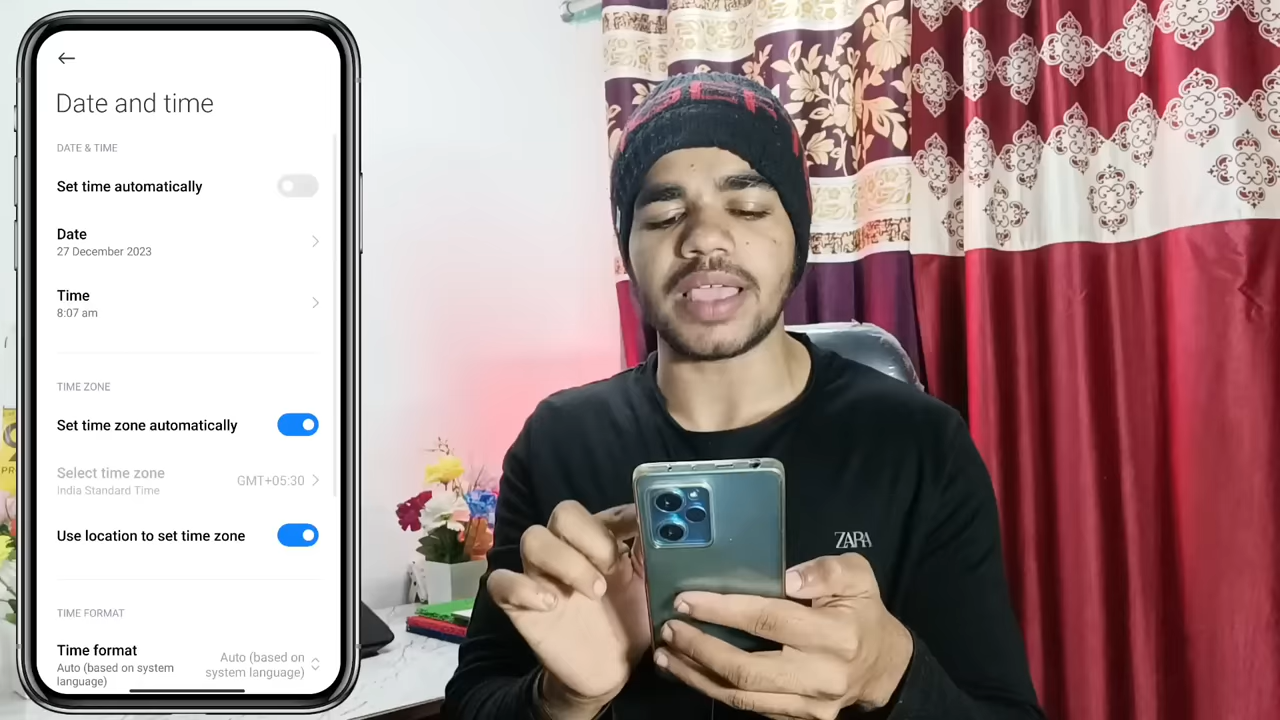 Date and time
DATE & TIME
Set time automatically
Date
27 December 2023
Time
8:07 am
TIME ZONE
Set time zone automatically
Select time zone
India Standard Time
GMT+05:30
Use location to set time zone
TIME FORMAT
Time format
Auto (based on system
language)
Auto (based on
system language)
ZARA